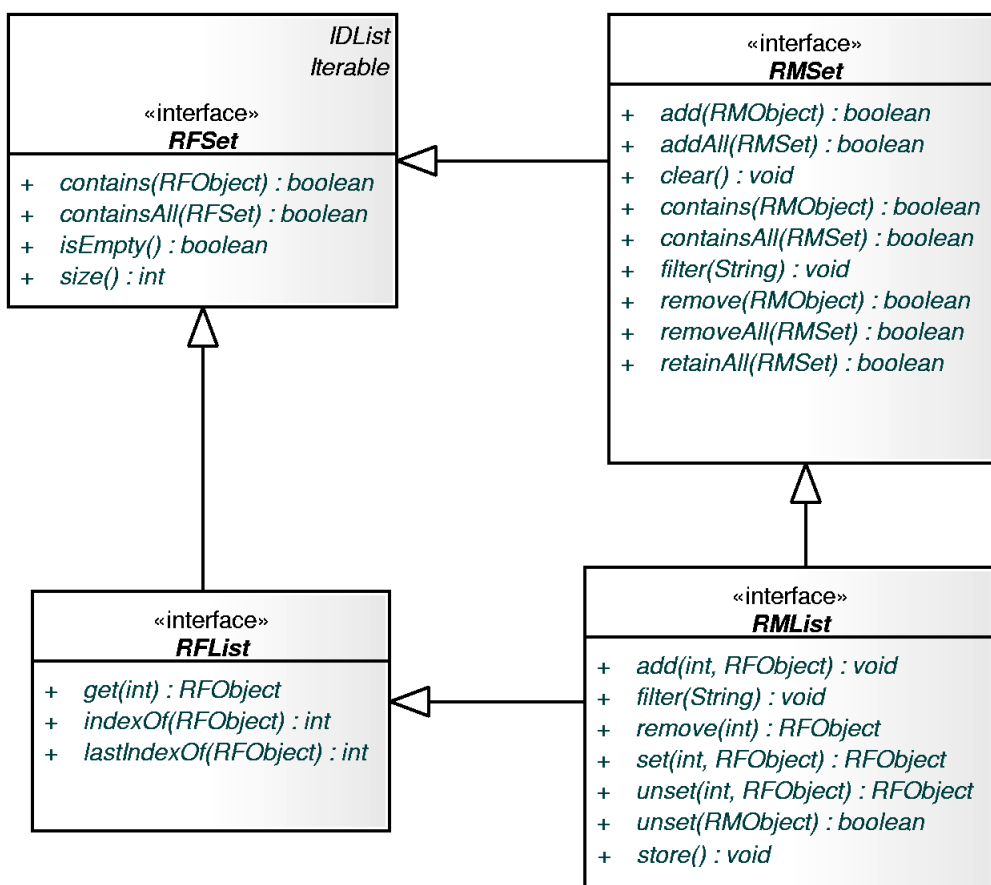 IDList
Iterable
«interface»
RFSet
+ contains(RFObject) : boolean
+ containsAll(RFSet) : boolean
+ isEmpty() : boolean
+ size() : int
«interface»
RMSet
+ add(RMObject) : boolean
+ addAll(RMSet) : boolean
+ clear() : void
+ contains(RMObject) : boolean
+ containsAll(RMSet) : boolean
+ filter(String) : void
+ remove(RMObject) : boolean
+ removeAll(RMSet) : boolean
+ retainAll(RMSet) : boolean
«interface»
RFList
+ get(int) : RFObject
+ indexOf(RFObject) : int
+ lastIndexOf(RFObject) : int
«interface»
RMList
+ add(int, RFObject) : void
+ filter(String) : void
+ remove(int) : RFObject
+ set(int, RFObject) : RFObject
+ unset(int, RFObject) : RFObject
+ unset(RMObject) : boolean
+ store() : void